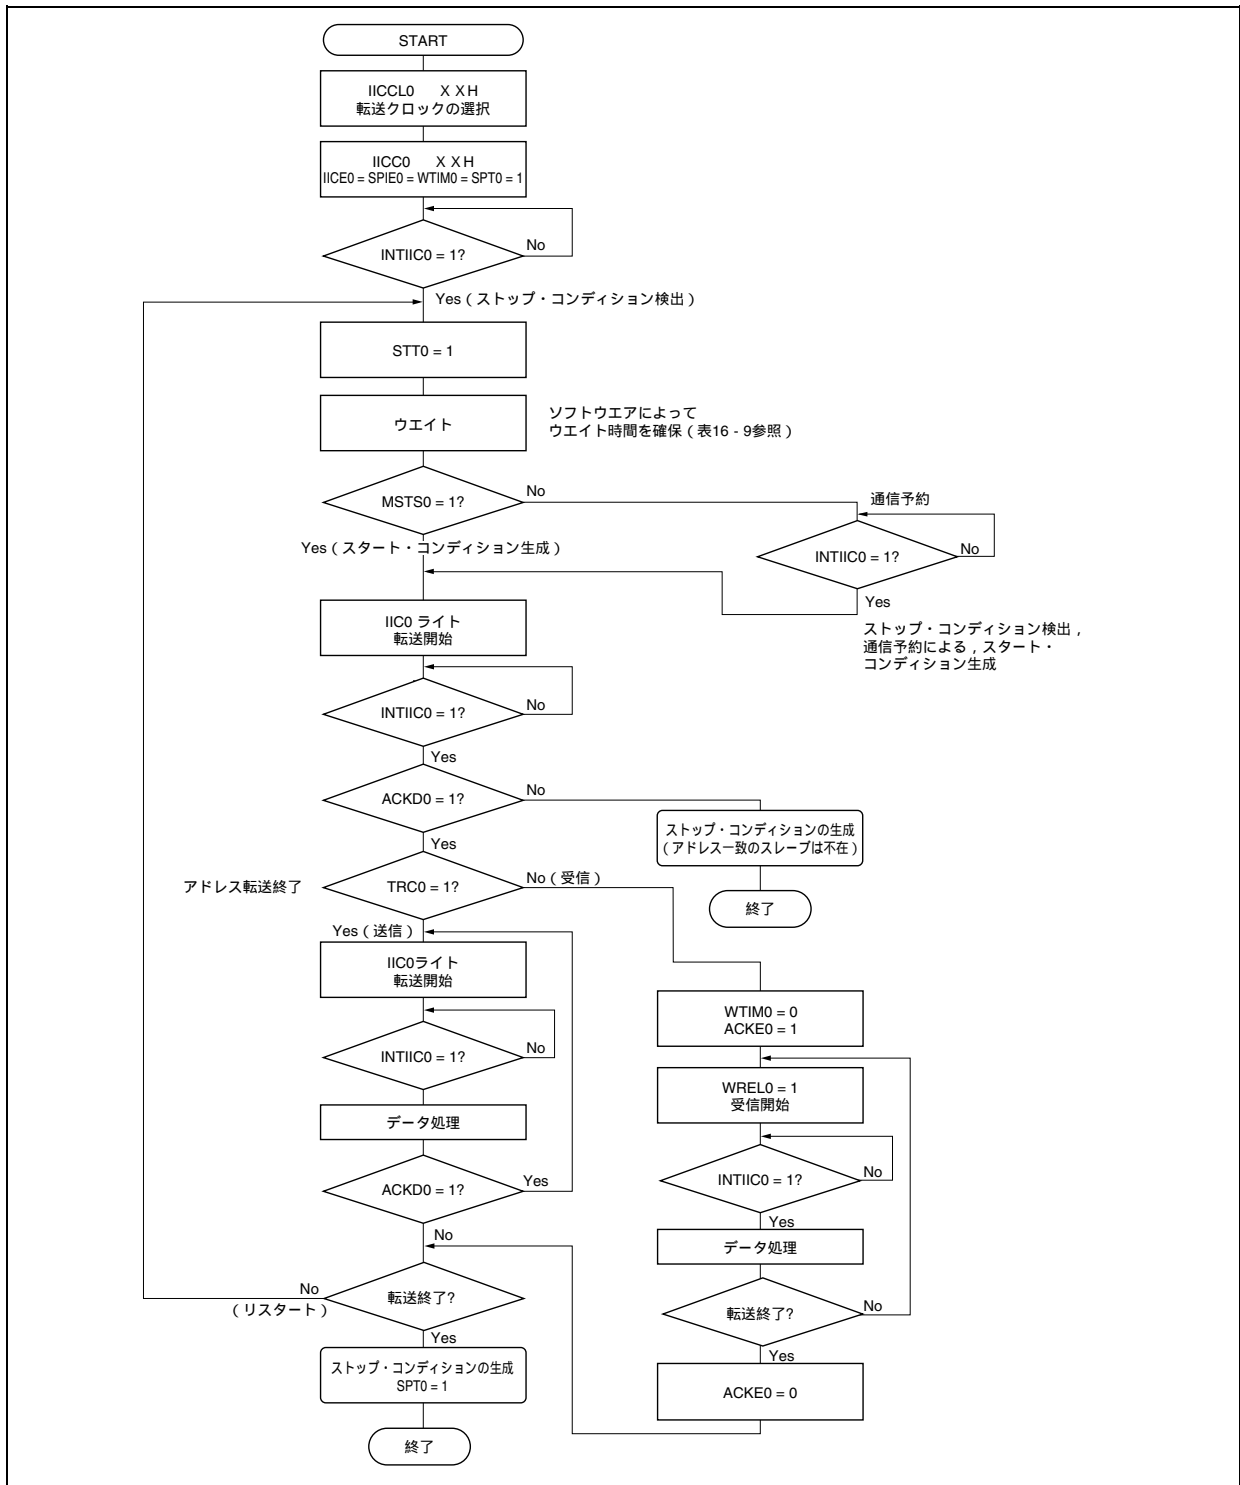 START
IICCL0 ××H
転送クロックの選択
IICC0 ××H
IICE0 = SPIE0 = WTIM0 = SPT0 = 1
INTIIC0 = 1?
No
Yes（ストップ・コンディション検出）
STT0 = 1
ウエイト
ソフトウエアによって
ウエイト時間を確保（表16 - 9参照）
MSTS0 = 1?
No
通信予約
Yes（スタート・コンディション生成）
INTIIC0 = 1?
No
Yes
ストップ・コンディション検出，
通信予約による，スタート・
コンディション生成
IIC0 ライト
転送開始
INTIIC0 = 1?
No
Yes
ACKD0 = 1?
No
ストップ・コンディションの生成
（アドレス一致のスレーブは不在）
終了
Yes
アドレス転送終了
TRC0 = 1?
No（受信）
Yes（送信）
IIC0ライト
転送開始
INTIIC0 = 1?
No
データ処理
ACKD0 = 1?
Yes
No
WTIM0 = 0
ACKE0 = 1
WREL0 = 1
受信開始
INTIIC0 = 1?
No
Yes
データ処理
転送終了?
No
Yes
ACKE0 = 0
転送終了?
No
（リスタート）
Yes
ストップ・コンディションの生成
SPT0 = 1
終了